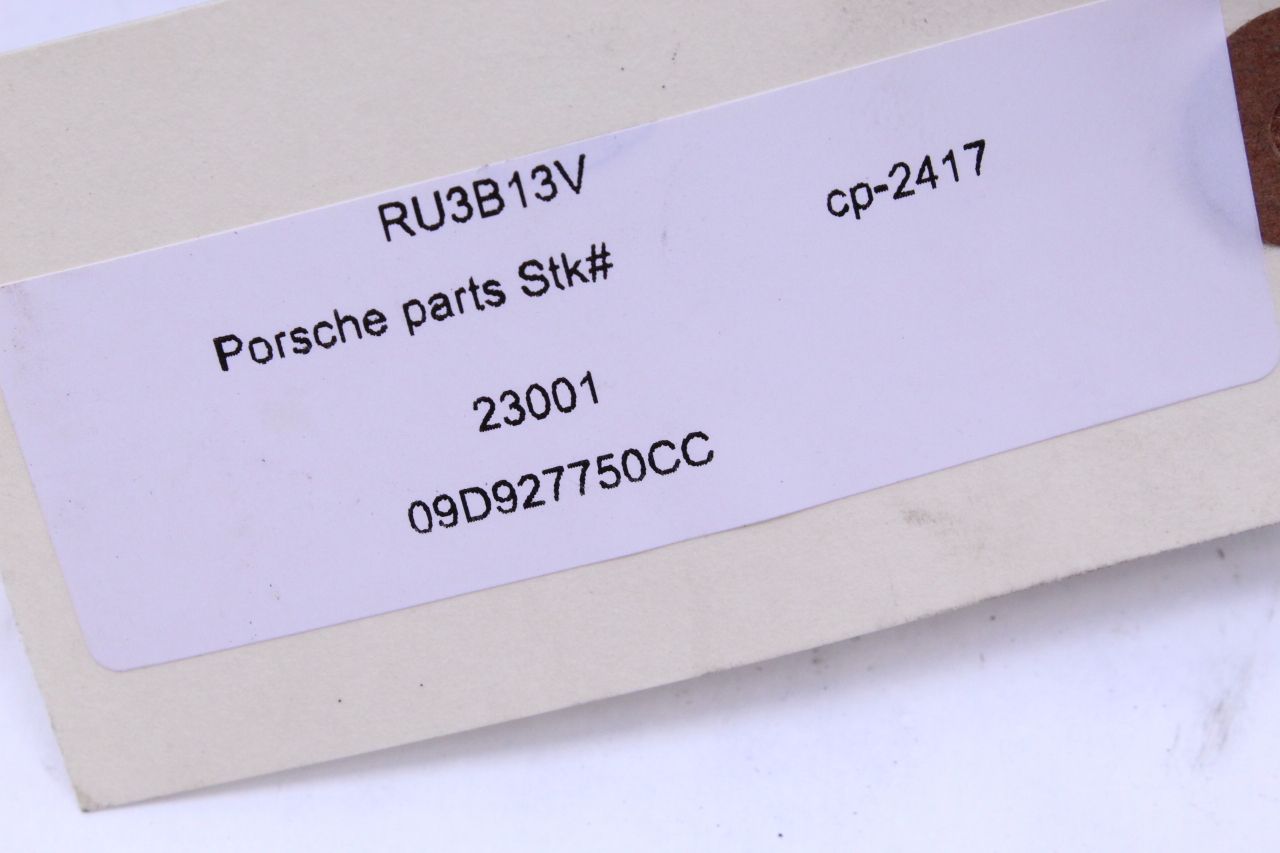 RU3B13V
cp-2417
Porsche parts Stk#
23001
09D927750CC